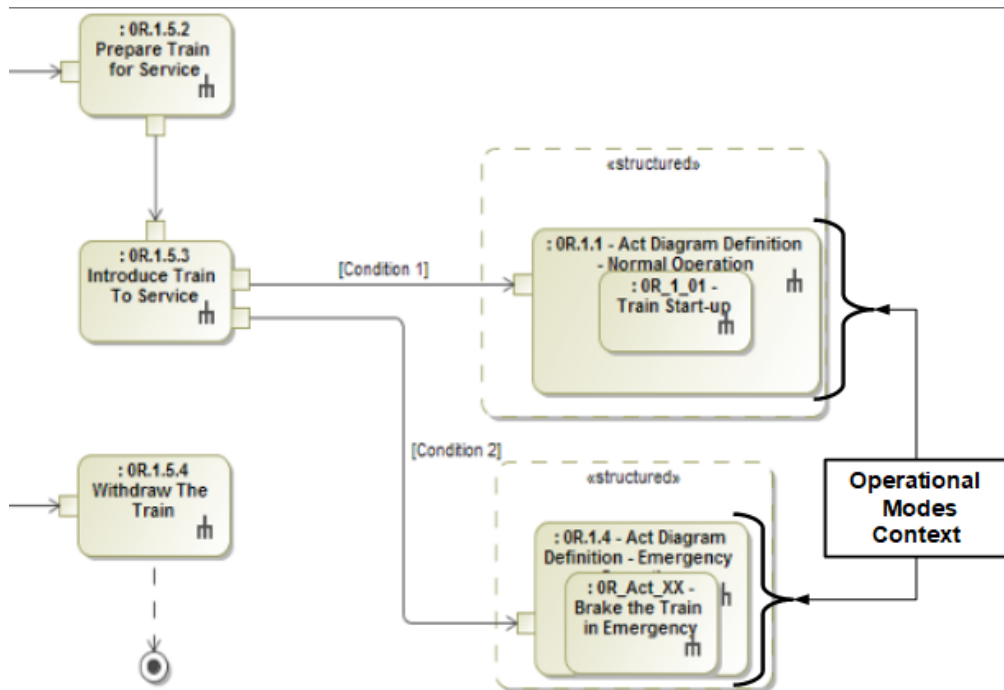 : 0R.1.5.2
Prepare Train
for Service
«structured»
: 0R.1.5.3
Introduce Train
To Service
[Condition 1]
: 0R.1.1 - Act Diagram Definition
- Normal Operation
: 0R_1_01 -
Train Start-up
[Condition 2]
: 0R.1.5.4
Withdraw The
Train
«structured»
: 0R.1.4 - Act Diagram
Definition - Emergency
: 0R_Act_XX -
Brake the Train
in Emergency
Operational
Modes
Context